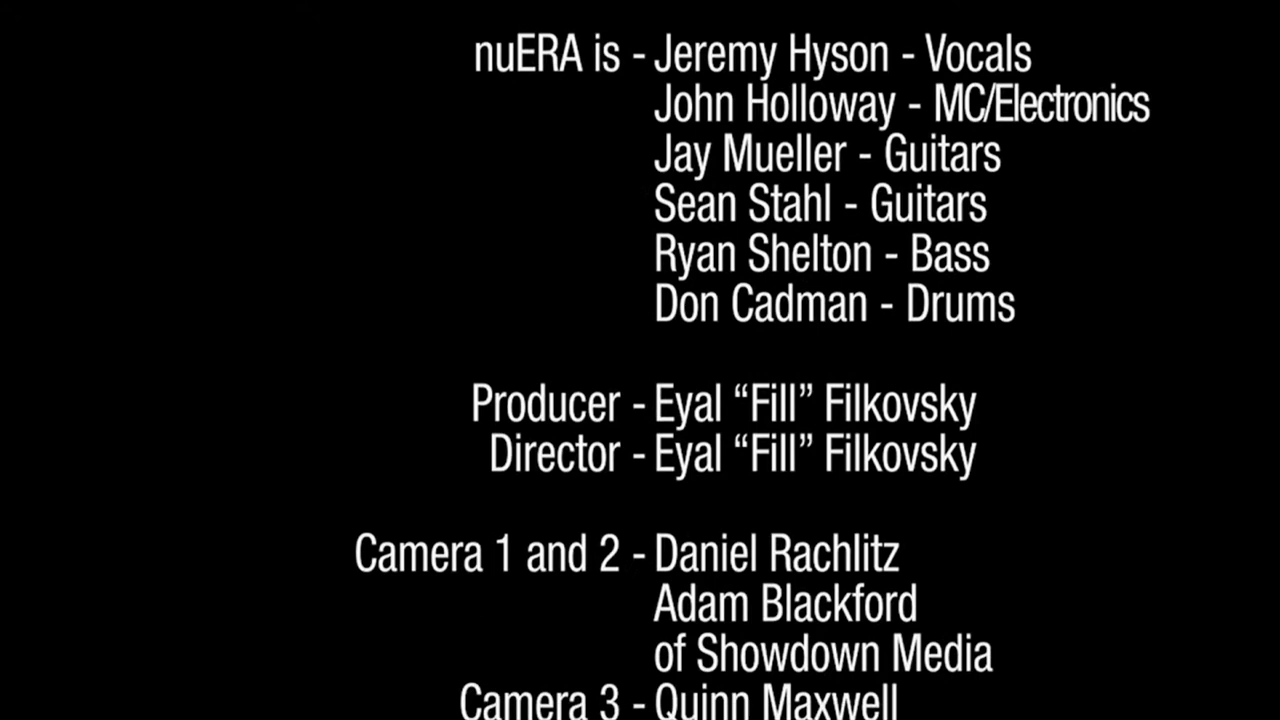 nuERA is - Jeremy Hyson - Vocals
John Holloway - MC/Electronics
Jay Mueller - Guitars
Sean Stahl - Guitars
Ryan Shelton - Bass
Don Cadman - Drums
Producer - Eyal “Fill” Filkovsky
Director - Eyal “Fill” Filkovsky
Camera 1 and 2 - Daniel Rachlitz
Adam Blackford
of Showdown Media
Camera 3 - Quinn Maxwell